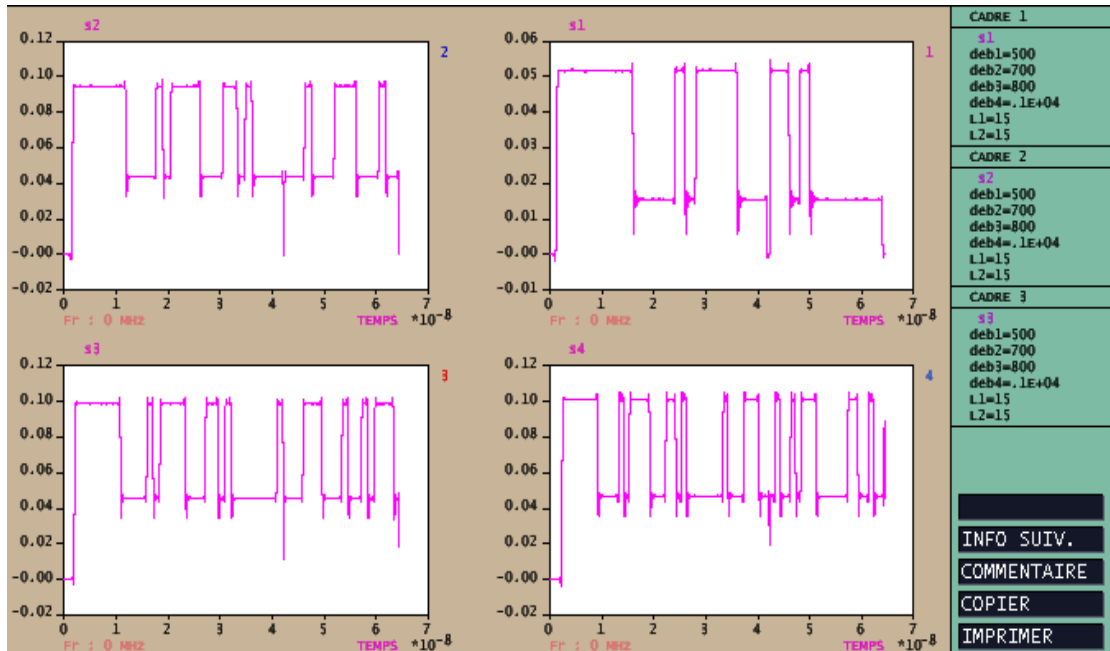 s2
0.12
0.10
0.08
0.06
0.04
0.02
-0.00
-0.02
0 1 2 3 4 5 6 7
Fr : 0 MHZ TEMPS *10-8
2
s1
0.06
0.05
0.04
0.03
0.02
0.01
-0.00
-0.01
0 1 2 3 4 5 6 7
Fr : 0 MHZ TEMPS *10-8
1
s3
0.12
0.10
0.08
0.06
0.04
0.02
-0.00
-0.02
0 1 2 3 4 5 6 7
Fr : 0 MHZ TEMPS *10-8
3
s4
0.12
0.10
0.08
0.06
0.04
0.02
-0.00
-0.02
0 1 2 3 4 5 6 7
Fr : 0 MHZ TEMPS *10-8
4
CADRE 1
s1
deb1=500
deb2=700
deb3=800
deb4=.1E+04
L1=15
L2=15
CADRE 2
s2
deb1=500
deb2=700
deb3=800
deb4=.1E+04
L1=15
L2=15
CADRE 3
s3
deb1=500
deb2=700
deb3=800
deb4=.1E+04
L1=15
L2=15
INFO SUIV.
COMMENTAIRE
COPIER
IMPRIMER